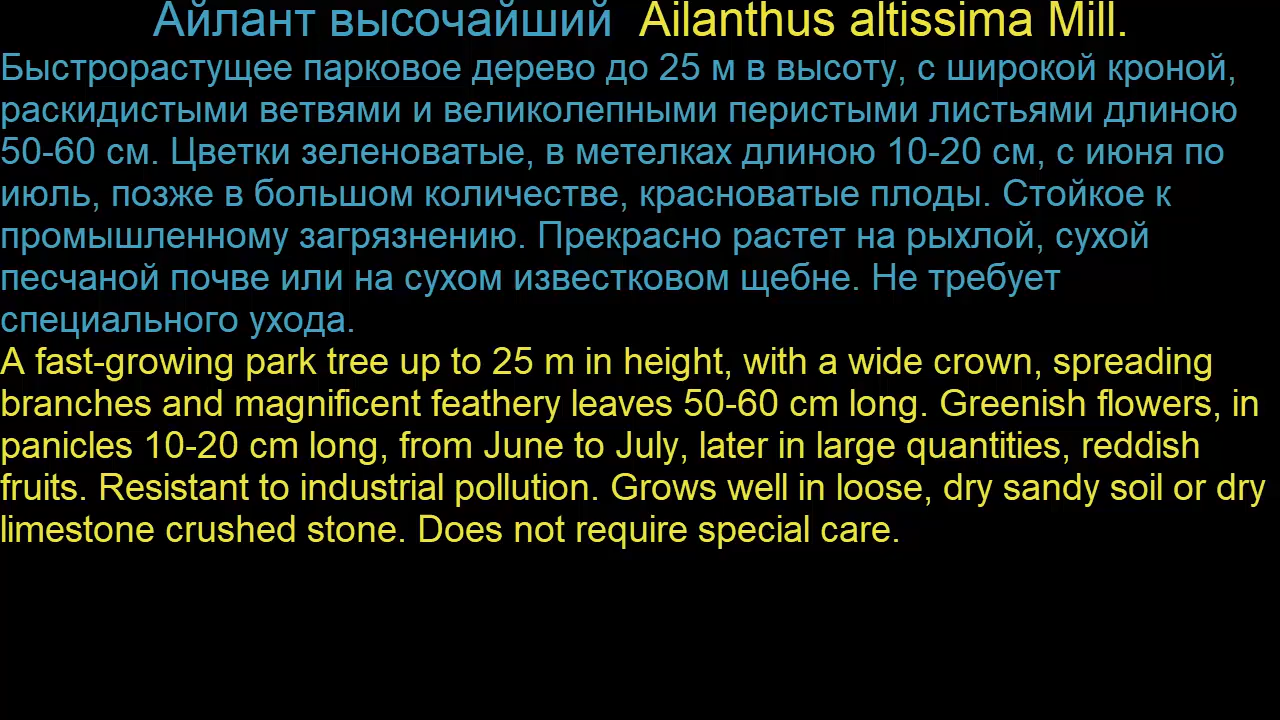 Айлант высочайший Ailanthus altissima Mill.
Быстрорастущее парковое дерево до 25 м в высоту, с широкой кроной,
раскидистыми ветвями и великолепными перистыми листьями длиною
50-60 см. Цветки зеленоватые, в метелках длиною 10-20 см, с июня по
июль, позже в большом количестве, красноватые плоды. Стойкое к
промышленному загрязнению. Прекрасно растет на рыхлой, сухой
песчаной почве или на сухом известковом щебне. Не требует
специального ухода.
A fast-growing park tree up to 25 m in height, with a wide crown, spreading
branches and magnificent feathery leaves 50-60 cm long. Greenish flowers, in
panicles 10-20 cm long, from June to July, later in large quantities, reddish
fruits. Resistant to industrial pollution. Grows well in loose, dry sandy soil or dry
limestone crushed stone. Does not require special care.